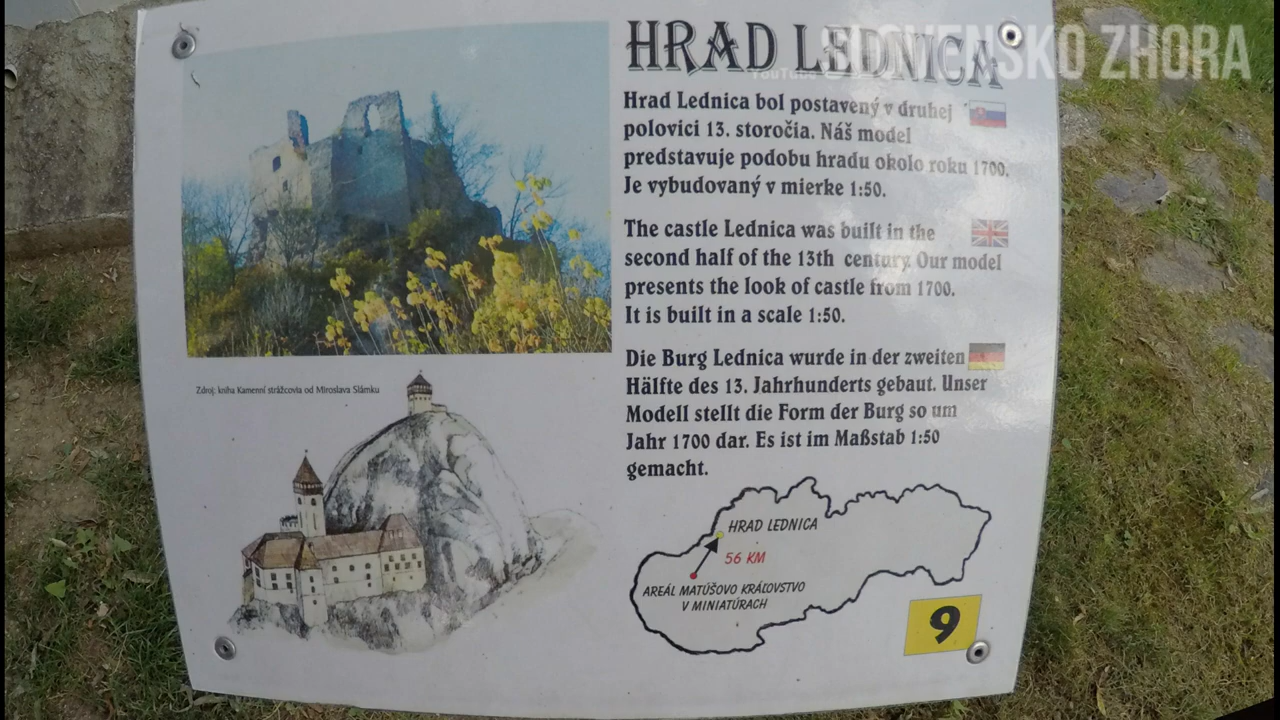 SLOVENSKO ZHORA
YouTube
HRAD LEDNICA
Hrad Lednica bol postavený v druhej
polovici 13. storočia. Náš model
predstavuje podobu hradu okolo roku 1700.
Je vybudovaný v mierke 1:50.
The castle Lednica was built in the
second half of the 13th century. Our model
presents the look of castle from 1700.
It is built in a scale 1:50.
Die Burg Lednica wurde in der zweiten
Hälfte des 13. Jahrhunderts gebaut. Unser
Modell stellt die Form der Burg so um
Jahr 1700 dar. Es ist im Maßstab 1:50
gemacht.
Zdroj: kniha Kamenní strážcovia od Miroslava Slámku
HRAD LEDNICA
56 KM
AREÁL MATÚŠOVO KRÁĽOVSTVO
V MINIATÚRACH
9